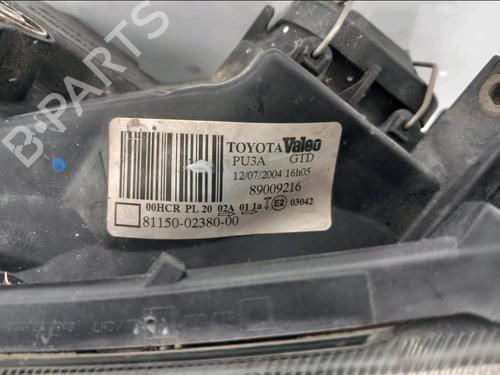 TOYOTA Valeo
PU3A GTD
12/07/2004 16h05
89009216
00HCR PL 20 02A 01 1a T E2 03042
81150-02380-00
B-PARTS